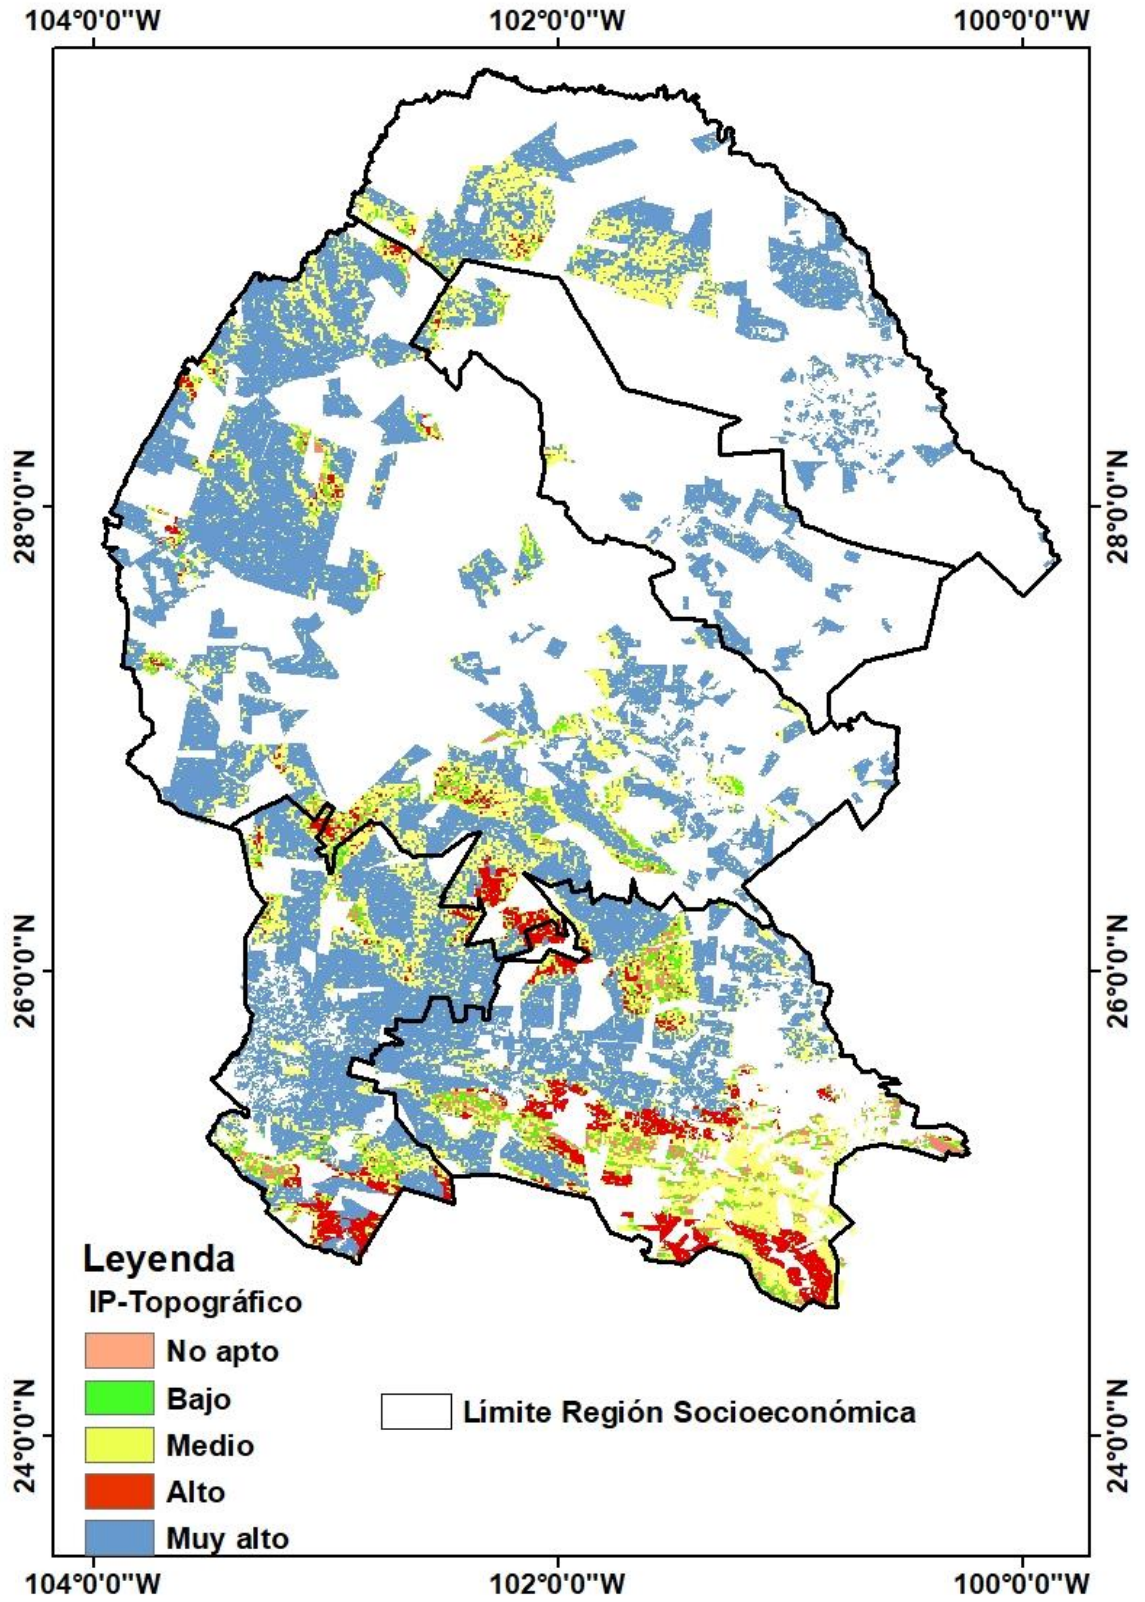 104°0'0"W 102°0'0"W 100°0'0"W
28°0'0"N 28°0'0"N
26°0'0"N 26°0'0"N
Leyenda
IP-Topográfico
No apto
Bajo
Límite Región Socioeconómica
Medio
24°0'0"N 24°0'0"N
Alto
Muy alto
104°0'0"W 102°0'0"W 100°0'0"W